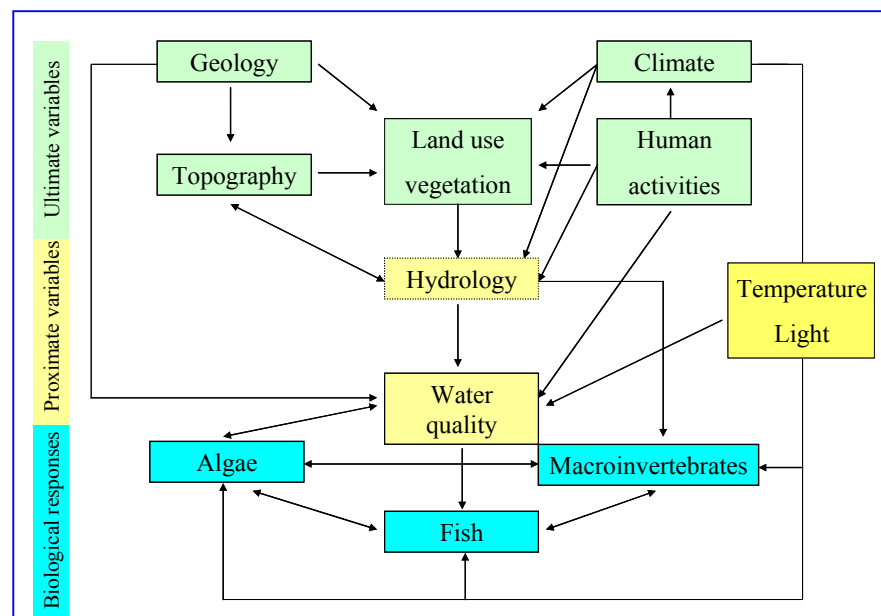 Ultimate variables
Geology
Climate
Land use
vegetation
Human
activities
Topography
Proximate variables
Hydrology
Temperature
Light
Water
quality
Biological responses
Algae
Macroinvertebrates
Fish